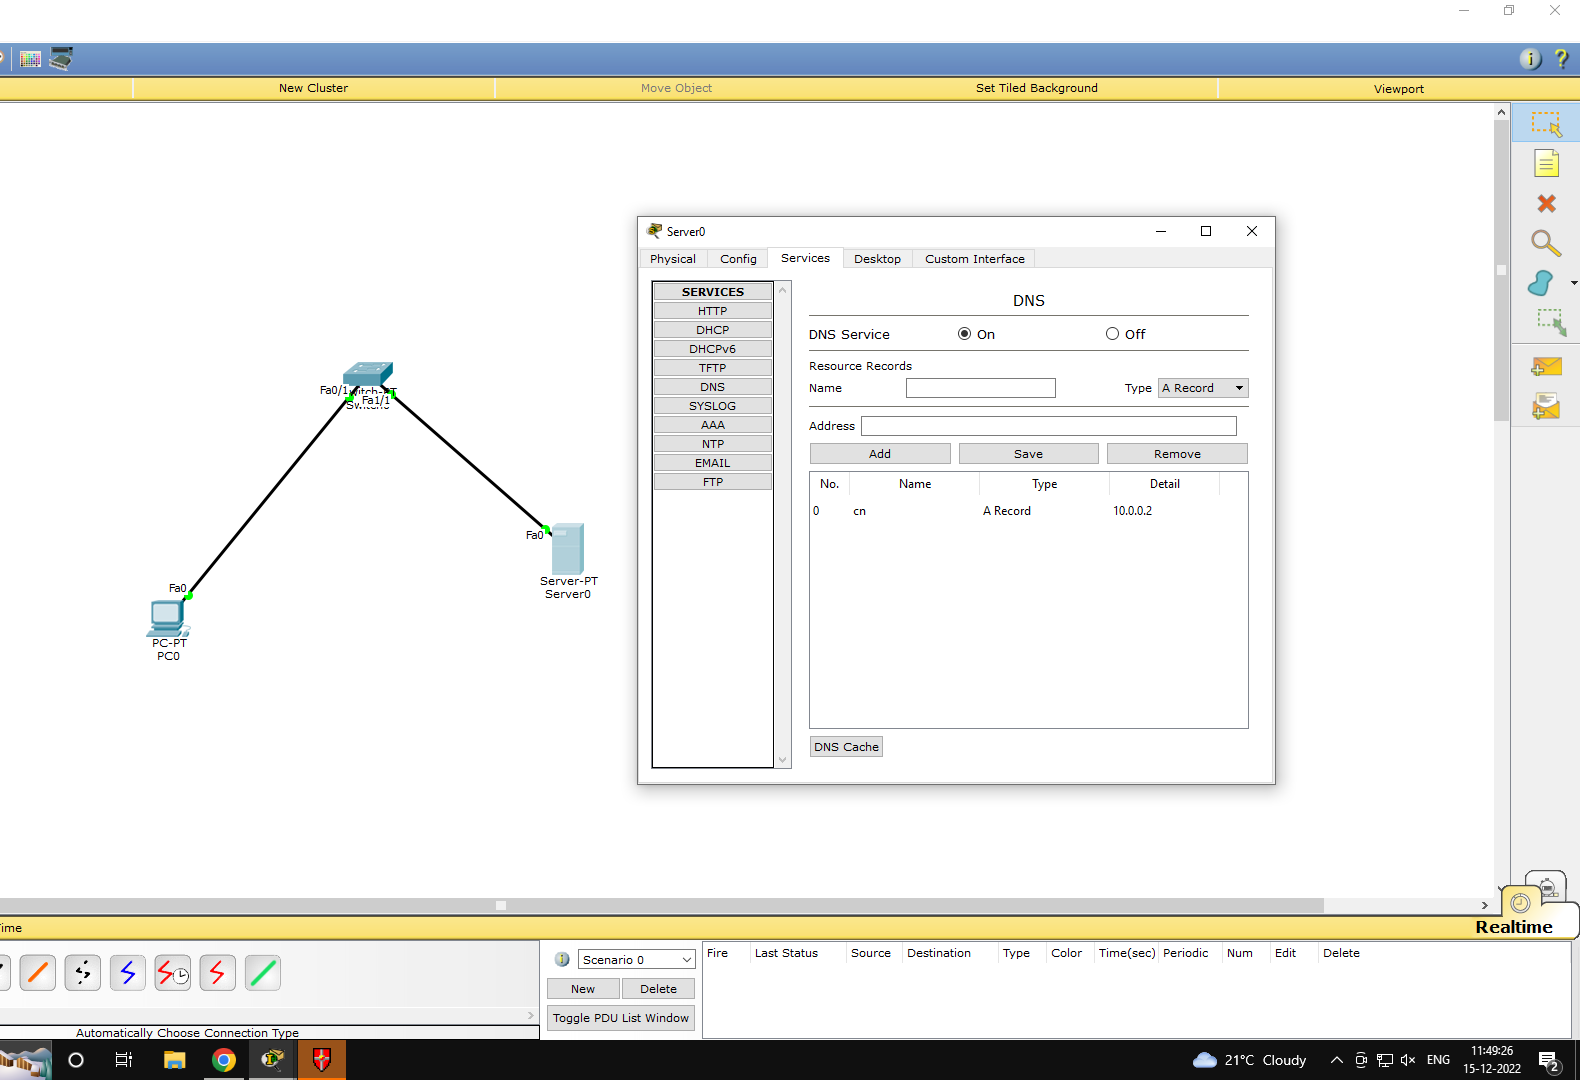 New Cluster
Move Object
Set Tiled Background
Viewport
Server0
Physical
Config
Services
Desktop
Custom Interface
SERVICES
HTTP
DHCP
DHCPv6
TFTP
DNS
SYSLOG
AAA
NTP
EMAIL
FTP
DNS
DNS Service
On
Off
Resource Records
Name
Type
A Record
Address
Add
Save
Remove
No.
Name
Type
Detail
0
cn
A Record
10.0.0.2
DNS Cache
Fa0/1
Fa1/1
Fa0
Server-PT
Server0
Fa0
PC-PT
PC0
ime
Realtime
Scenario 0
New
Delete
Toggle PDU List Window
Fire
Last Status
Source
Destination
Type
Color
Time(sec)
Periodic
Num
Edit
Delete
Automatically Choose Connection Type
21°C Cloudy
ENG
11:49:26
15-12-2022
2